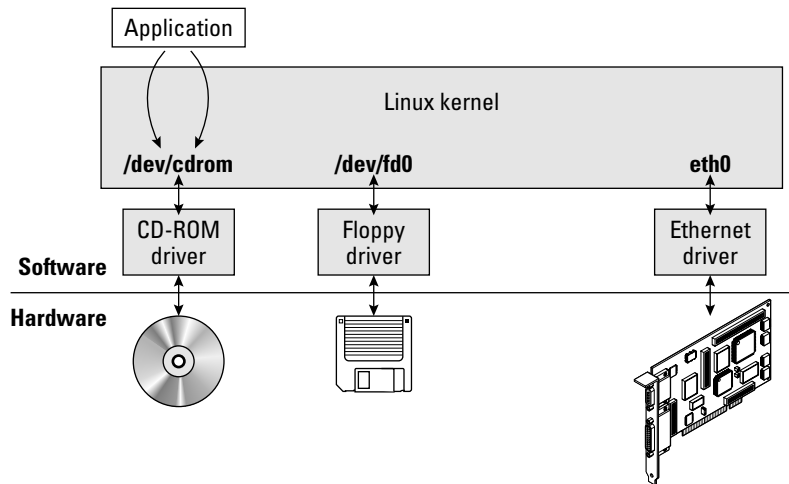 Application
Linux kernel
/dev/cdrom
/dev/fd0
eth0
CD-ROM
driver
Floppy
driver
Ethernet
driver
Software
Hardware